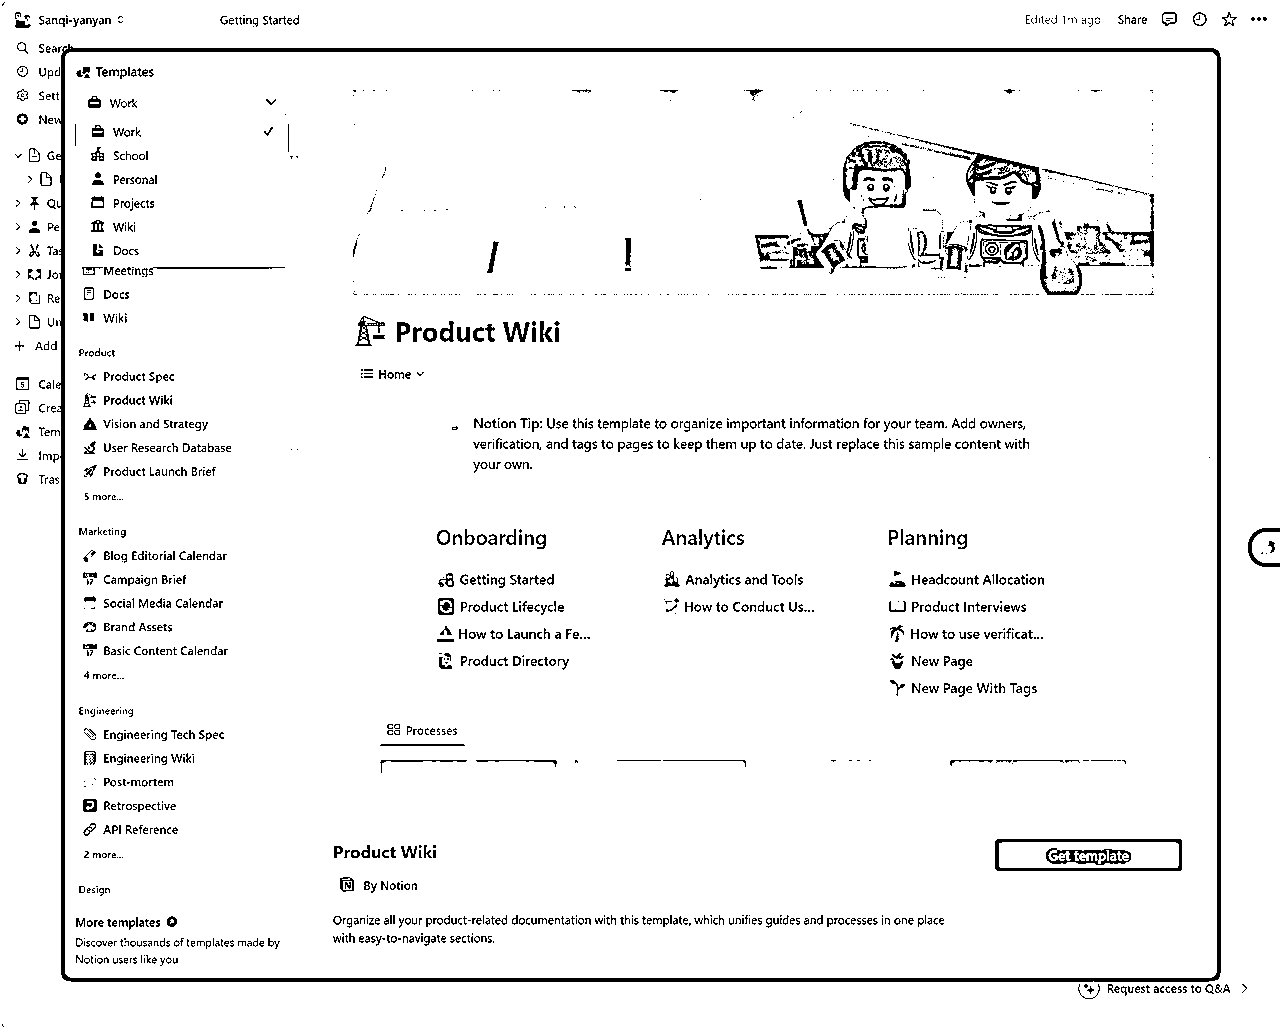 Sanqi-yanyan
Getting Started
Edited 1m ago
Share
Search
Upd
Sett
New
Ge
Qu
Pe
Tas
Jo
Re
Un
Add
Cale
Crea
Tem
Imp
Tras
Templates
Work
Work
School
Personal
Projects
Wiki
Docs
Meetings
Docs
Wiki
Product
Product Spec
Product Wiki
Vision and Strategy
User Research Database
Product Launch Brief
5 more...
Marketing
Blog Editorial Calendar
Campaign Brief
Social Media Calendar
Brand Assets
Basic Content Calendar
4 more...
Engineering
Engineering Tech Spec
Engineering Wiki
Post-mortem
Retrospective
API Reference
2 more...
Design
More templates
Discover thousands of templates made by
Notion users like you
Product Wiki
Home
Notion Tip: Use this template to organize important information for your team. Add owners,
verification, and tags to pages to keep them up to date. Just replace this sample content with
your own.
Onboarding
Getting Started
Product Lifecycle
How to Launch a Fe...
Product Directory
Analytics
Analytics and Tools
How to Conduct Us...
Planning
Headcount Allocation
Product Interviews
How to use verificat...
New Page
New Page With Tags
Processes
Product Wiki
By Notion
Get template
Organize all your product-related documentation with this template, which unifies guides and processes in one place
with easy-to-navigate sections.
Request access to Q&A